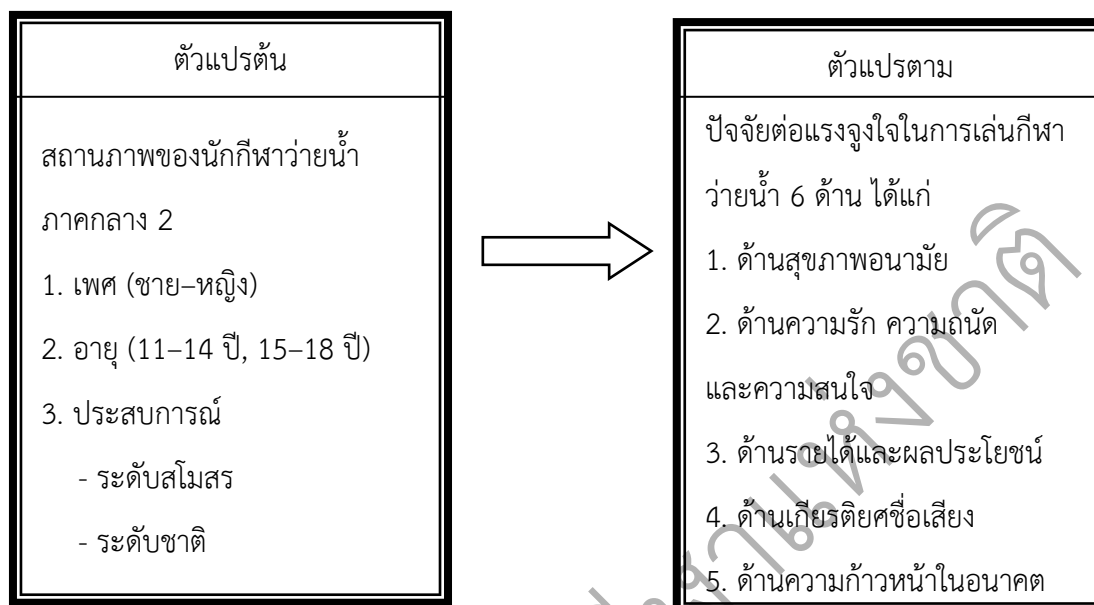 ตัวแปรต้น
สถานภาพของนักกีฬาว่ายน้ำ
ภาคกลาง 2
1. เพศ (ชาย–หญิง)
2. อายุ (11–14 ปี, 15–18 ปี)
3. ประสบการณ์
- ระดับสโมสร
- ระดับชาติ
ตัวแปรตาม
ปัจจัยต่อแรงจูงใจในการเล่นกีฬา
ว่ายน้ำ 6 ด้าน ได้แก่
1. ด้านสุขภาพอนามัย
2. ด้านความรัก ความถนัด
และความสนใจ
3. ด้านรายได้และผลประโยชน์
4. ด้านเกียรติยศชื่อเสียง
5. ด้านความก้าวหน้าในอนาคต